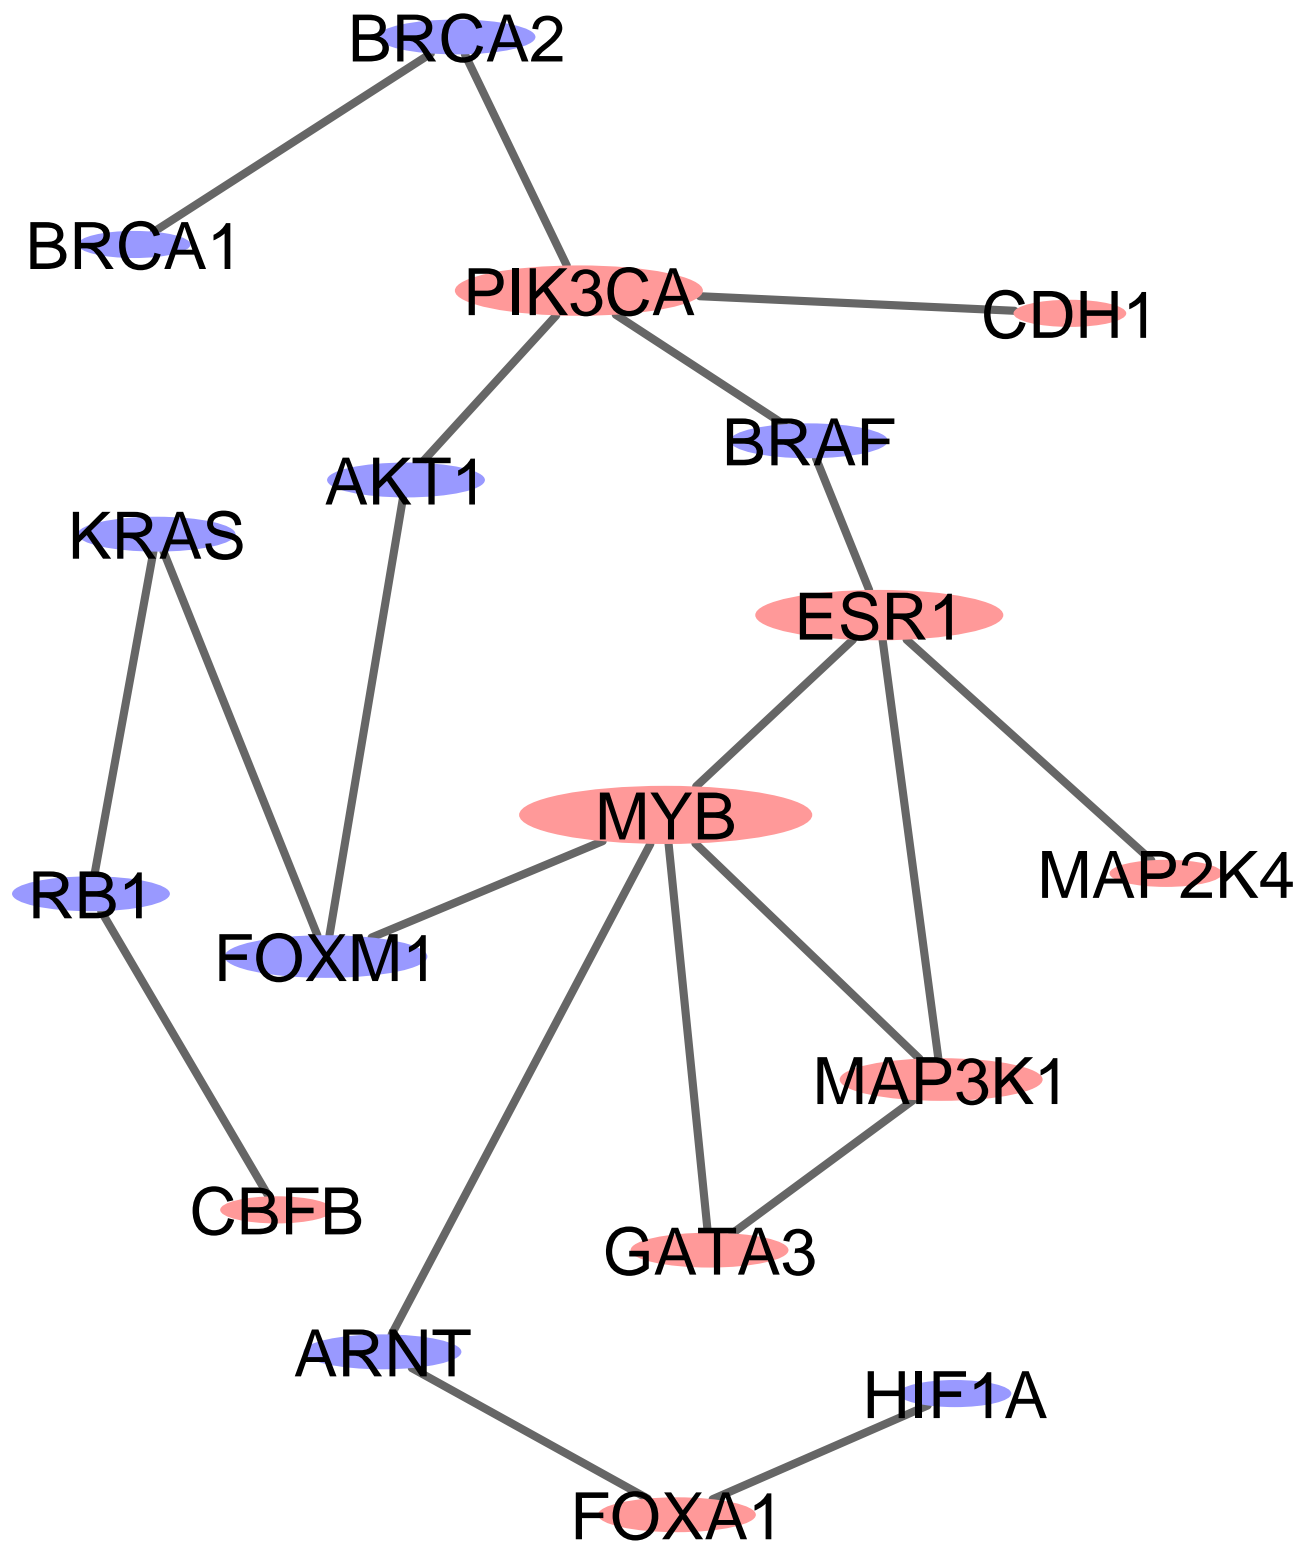 BRCA2
BRCA1
PIK3CA
CDH1
BRAF
AKT1
KRAS
ESR1
MYB
MAP2K4
RB1
FOXM1
MAP3K1
CBFB
GATA3
ARNT
HIF1A
FOXA1